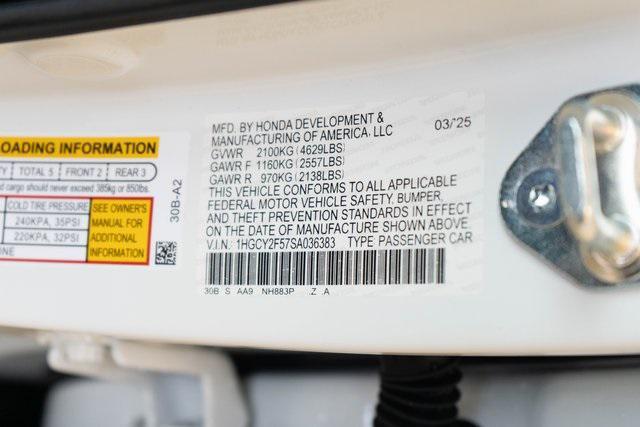 OADING INFORMATION
TOTAL 5 FRONT 2 REAR 3
d cargo should never exceed 385kg or 850lbs.
COLD TIRE PRESSURE
240KPA, 35PSI
220KPA, 32PSI
SEE OWNER'S
MANUAL FOR
ADDITIONAL
INFORMATION
30B-A2
MFD. BY HONDA DEVELOPMENT & 03/'25
MANUFACTURING OF AMERICA, LLC
GVWR 2100KG (4629LBS)
GAWR F 1160KG (2557LBS)
GAWR R 970KG (2138LBS)
THIS VEHICLE CONFORMS TO ALL APPLICABLE
FEDERAL MOTOR VEHICLE SAFETY, BUMPER,
AND THEFT PREVENTION STANDARDS IN EFFECT
ON THE DATE OF MANUFACTURE SHOWN ABOVE
V.I.N.: 1HGCY2F57SA036383 TYPE PASSENGER CAR
30B S AA9 NH883P .Z .A